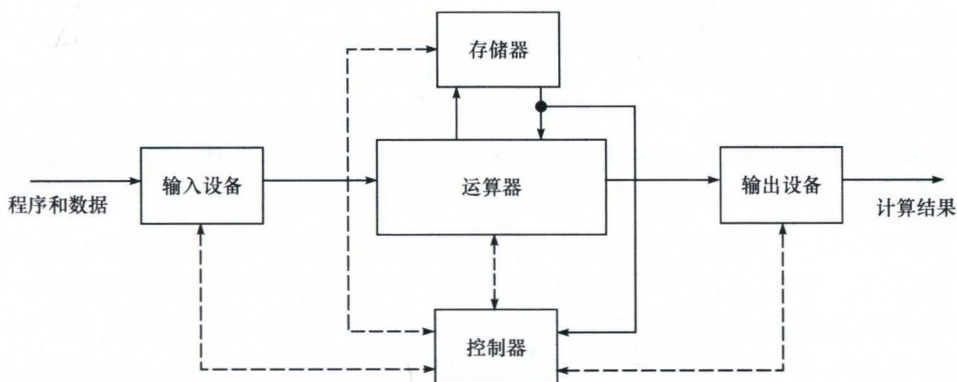 存储器
程序和数据
输入设备
运算器
输出设备
计算结果
控制器